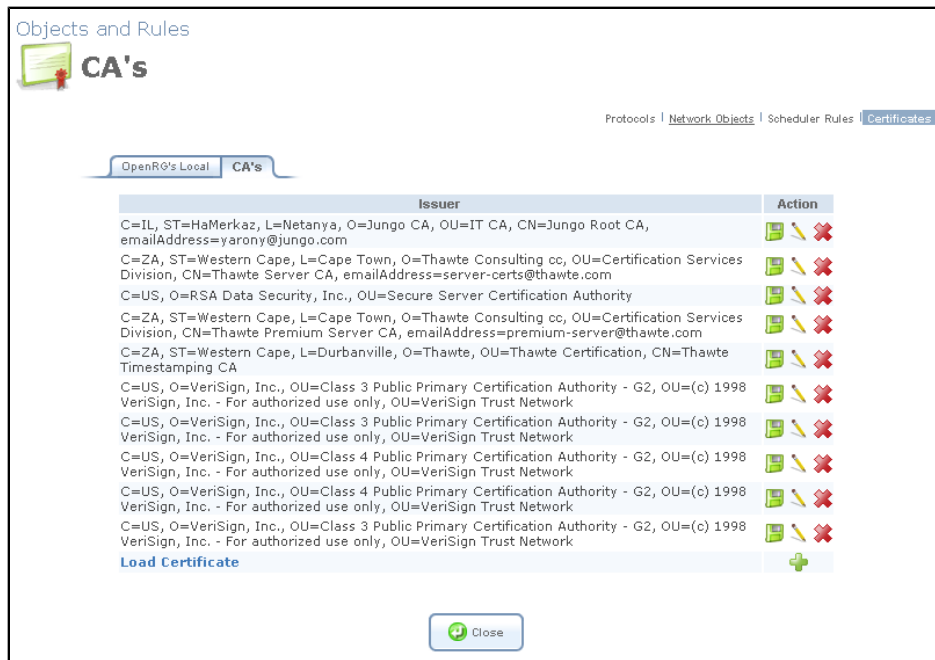 Objects and Rules
CA's
Protocols | Network Objects | Scheduler Rules | Certificates
OpenRG's Local
CA's
Issuer
Action
C=IL, ST=HaMerkaz, L=Netanya, O=Jungo CA, OU=IT CA, CN=Jungo Root CA,
emailAddress=yarony@jungo.com
C=ZA, ST=Western Cape, L=Cape Town, O=Thawte Consulting cc, OU=Certification Services
Division, CN=Thawte Server CA, emailAddress=server-certs@thawte.com
C=US, O=RSA Data Security, Inc., OU=Secure Server Certification Authority
C=ZA, ST=Western Cape, L=Cape Town, O=Thawte Consulting cc, OU=Certification Services
Division, CN=Thawte Premium Server CA, emailAddress=premium-server@thawte.com
C=ZA, ST=Western Cape, L=Durbanville, O=Thawte, OU=Thawte Certification, CN=Thawte
Timestamping CA
C=US, O=VeriSign, Inc., OU=Class 3 Public Primary Certification Authority - G2, OU=(c) 1998
VeriSign, Inc. - For authorized use only, OU=VeriSign Trust Network
C=US, O=VeriSign, Inc., OU=Class 3 Public Primary Certification Authority - G2, OU=(c) 1998
VeriSign, Inc. - For authorized use only, OU=VeriSign Trust Network
C=US, O=VeriSign, Inc., OU=Class 4 Public Primary Certification Authority - G2, OU=(c) 1998
VeriSign, Inc. - For authorized use only, OU=VeriSign Trust Network
C=US, O=VeriSign, Inc., OU=Class 4 Public Primary Certification Authority - G2, OU=(c) 1998
VeriSign, Inc. - For authorized use only, OU=VeriSign Trust Network
C=US, O=VeriSign, Inc., OU=Class 3 Public Primary Certification Authority - G2, OU=(c) 1998
VeriSign, Inc. - For authorized use only, OU=VeriSign Trust Network
Load Certificate
Close